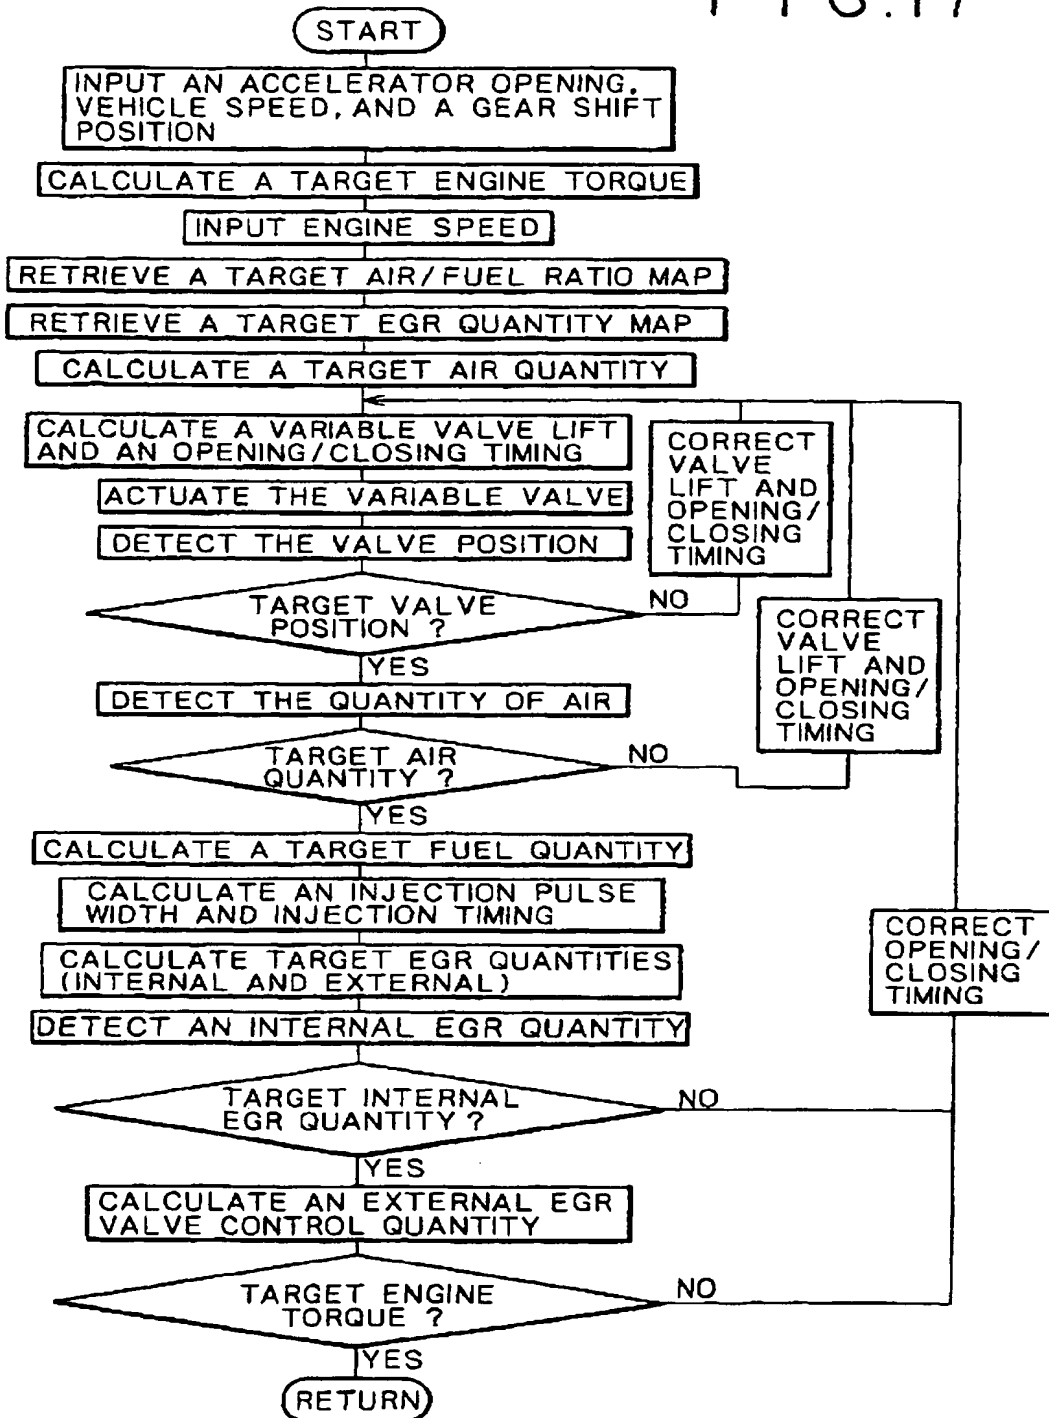 FIG.17
START
INPUT AN ACCELERATOR OPENING,
VEHICLE SPEED, AND A GEAR SHIFT
POSITION
CALCULATE A TARGET ENGINE TORQUE
INPUT ENGINE SPEED
RETRIEVE A TARGET AIR/FUEL RATIO MAP
RETRIEVE A TARGET EGR QUANTITY MAP
CALCULATE A TARGET AIR QUANTITY
CALCULATE A VARIABLE VALVE LIFT
AND AN OPENING/CLOSING TIMING
ACTUATE THE VARIABLE VALVE
DETECT THE VALVE POSITION
TARGET VALVE
POSITION ?
NO
CORRECT
VALVE
LIFT AND
OPENING/
CLOSING
TIMING
YES
DETECT THE QUANTITY OF AIR
TARGET AIR
QUANTITY ?
NO
CORRECT
VALVE
LIFT AND
OPENING/
CLOSING
TIMING
YES
CALCULATE A TARGET FUEL QUANTITY
CALCULATE AN INJECTION PULSE
WIDTH AND INJECTION TIMING
CALCULATE TARGET EGR QUANTITIES
(INTERNAL AND EXTERNAL)
DETECT AN INTERNAL EGR QUANTITY
TARGET INTERNAL
EGR QUANTITY ?
NO
CORRECT
OPENING/
CLOSING
TIMING
YES
CALCULATE AN EXTERNAL EGR
VALVE CONTROL QUANTITY
TARGET ENGINE
TORQUE ?
NO
YES
RETURN